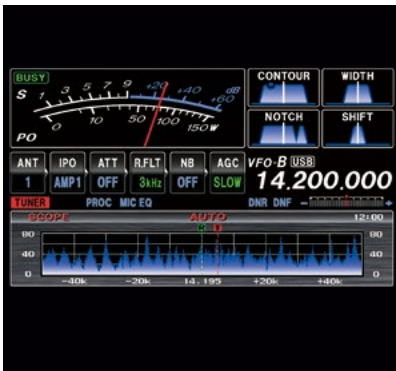 BUSY
S 1 3 5 7 9 +20 +40 +60 dB
PO 0 10 50 100 150 W
CONTOUR WIDTH
NOTCH SHIFT
ANT IPO ATT R.FLT NB AGC VFO-B USB
1 AMP1 OFF 3kHz OFF SLOW 14.200.000
TUNER PROC MIC EQ DNR DNF - +
SCOPE AUTO 12:00
R T
80 80
40 40
0 0
-40k -20k 14.195 +20k +40k